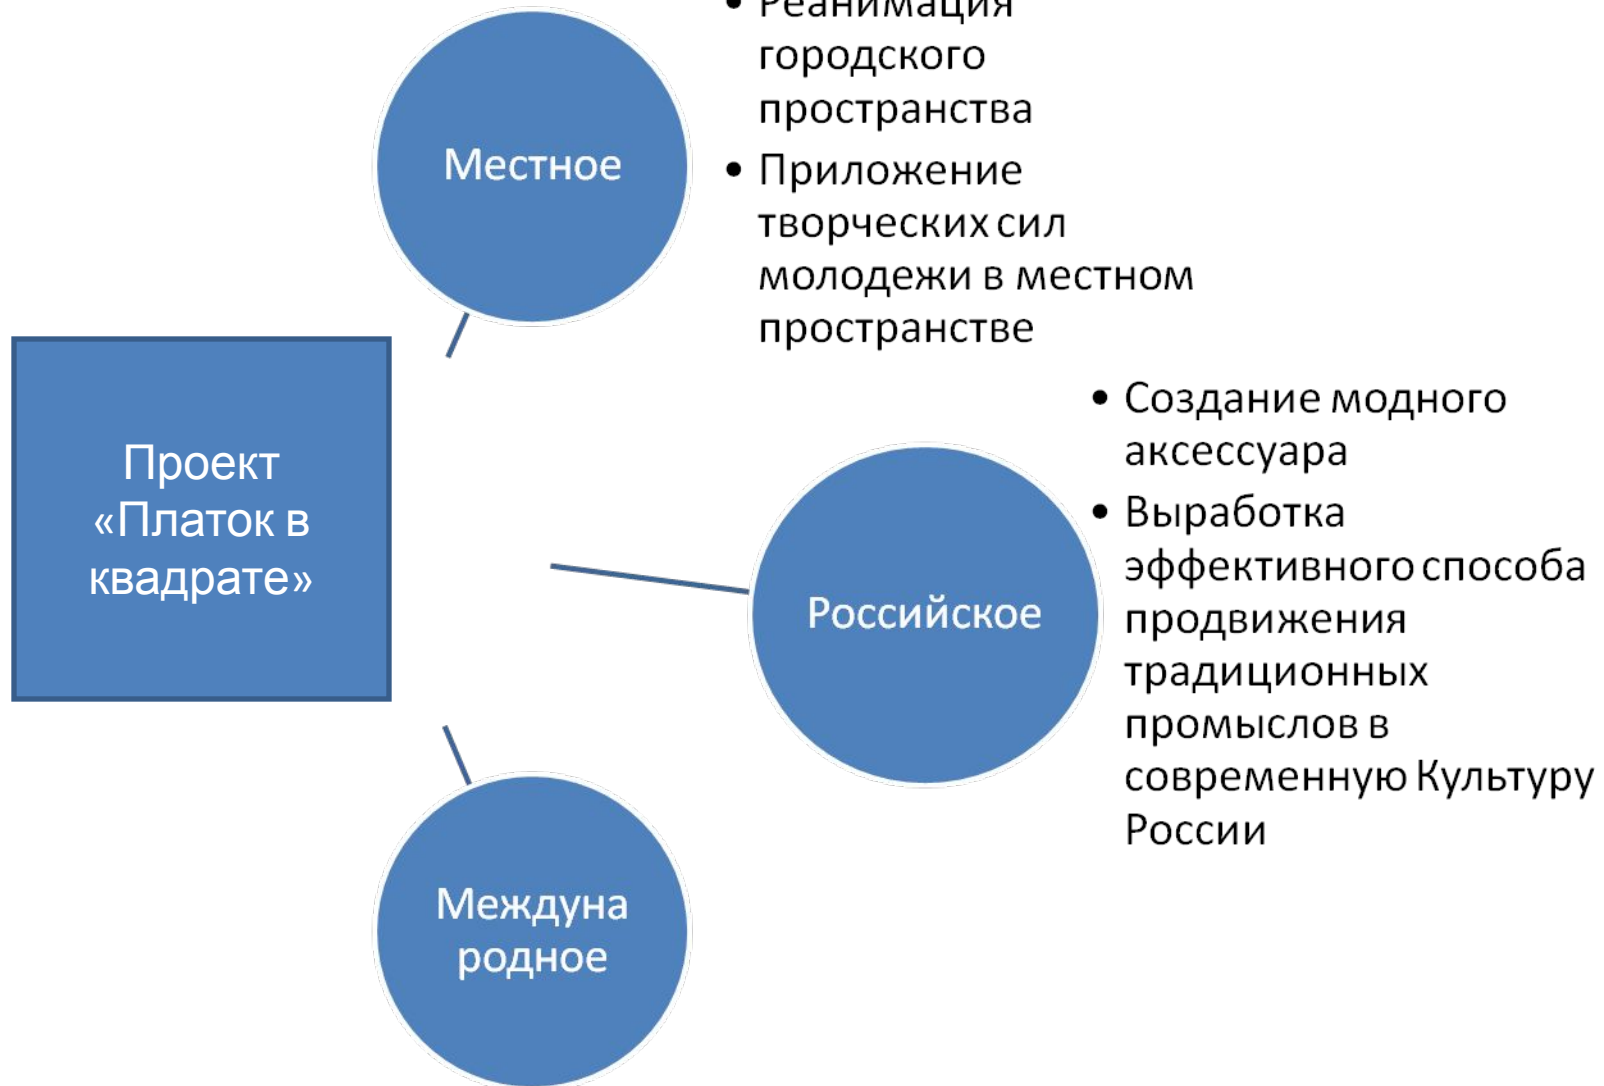 • Реанимация
городского
пространства
• Приложение
творческих сил
молодежи в местном
пространстве
Местное
Проект
«Платок в
квадрате»
• Создание модного
аксессуара
• Выработка
эффективного способа
продвижения
традиционных
промыслов в
современную Культуру
России
Российское
Междуна
родное